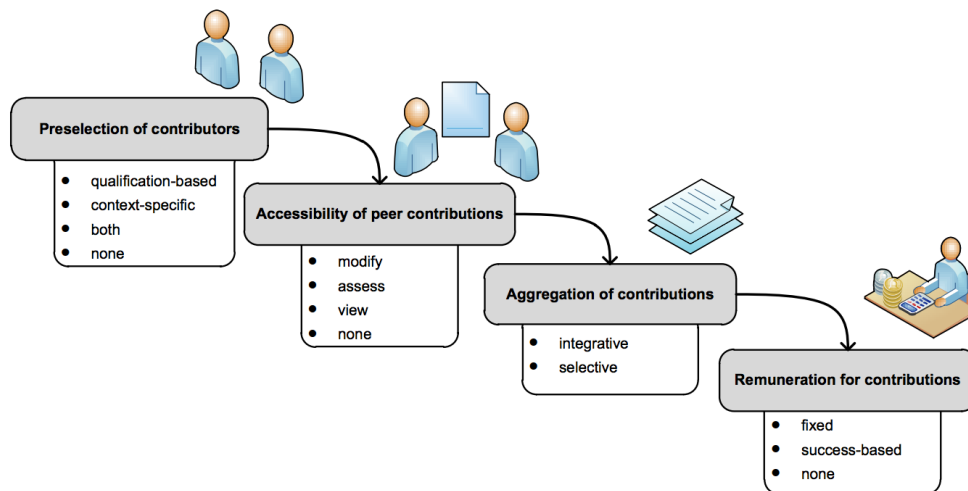 Preselection of contributors
qualification-based
context-specific
both
none
Accessibility of peer contributions
modify
assess
view
none
Aggregation of contributions
integrative
selective
Remuneration for contributions
fixed
success-based
none